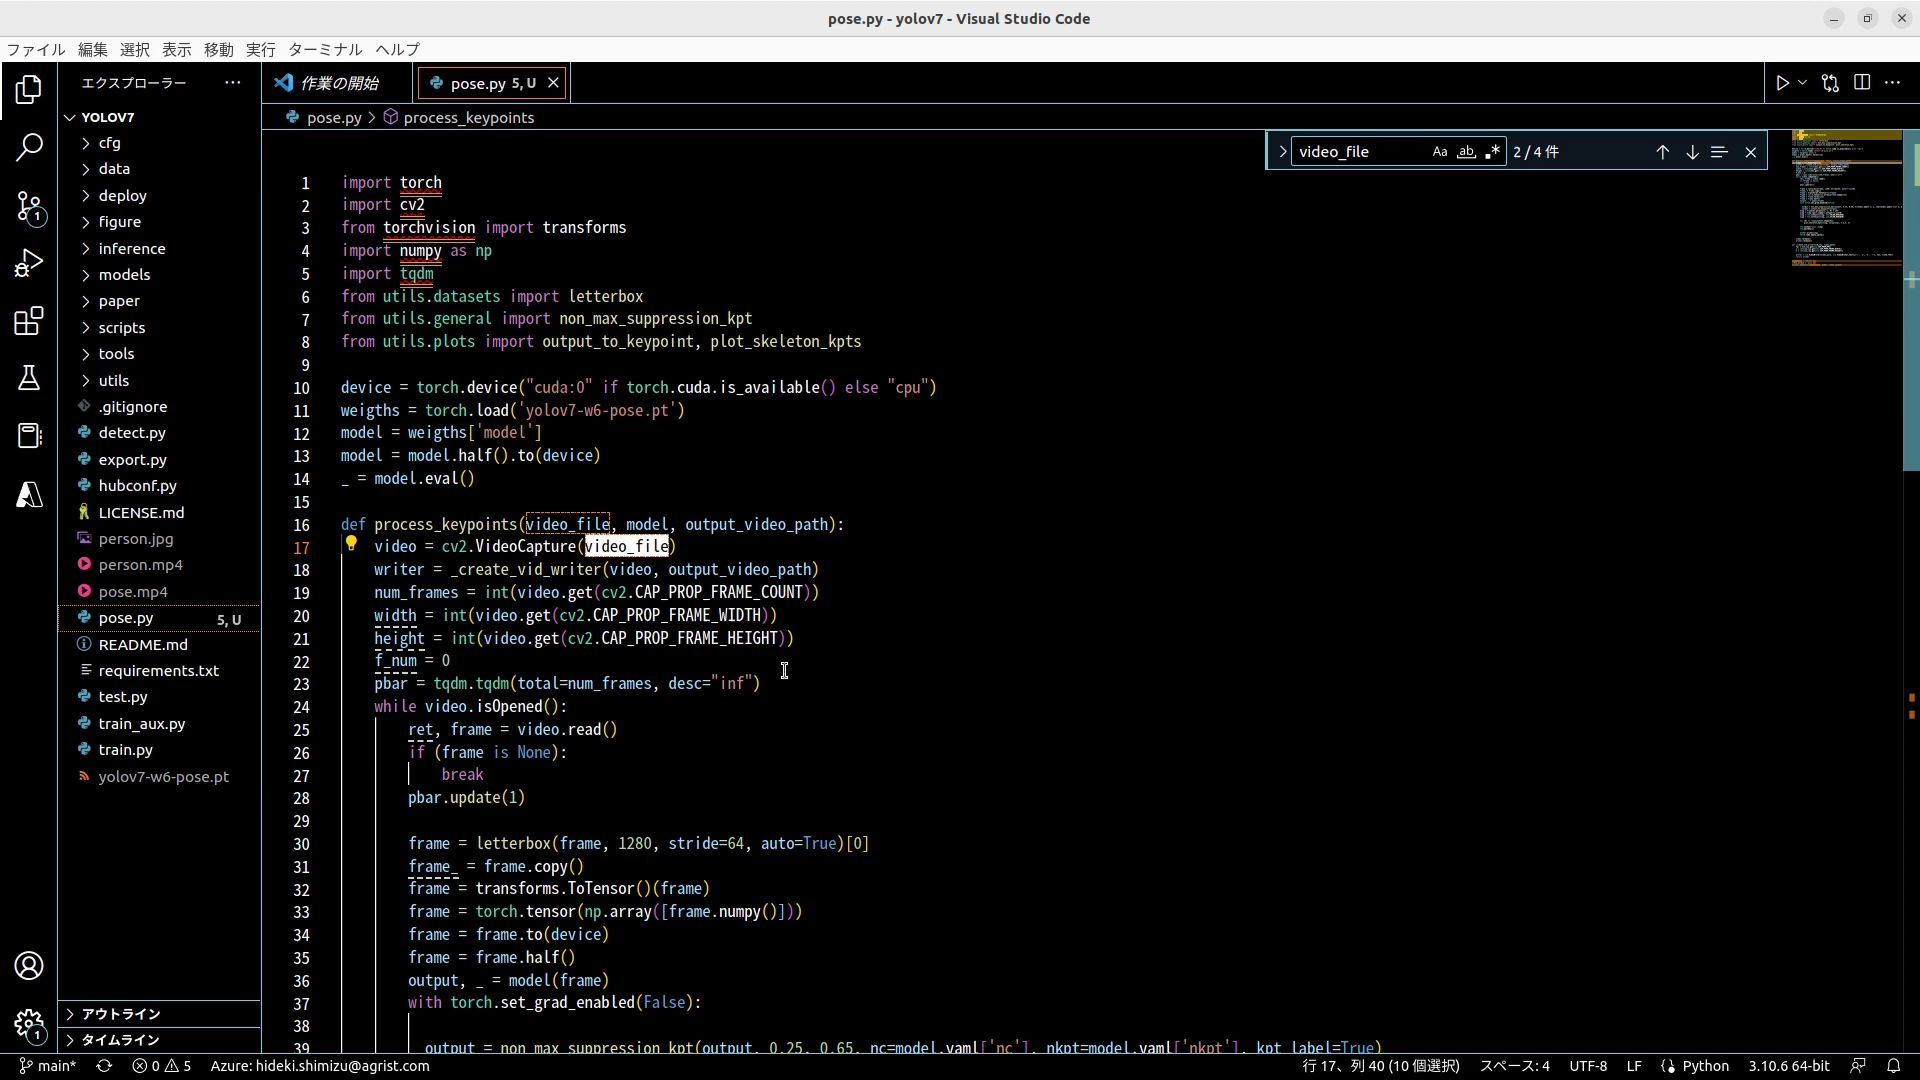 pose.py - yolov7 - Visual Studio Code
ファイル 編集 選択 表示 移動 実行 ターミナル ヘルプ
エクスプローラー
作業の開始
pose.py 5, U
YOLOV7
pose.py > process_keypoints
video_file Aa ab 2 / 4 件
cfg
data
deploy
figure
inference
models
paper
scripts
tools
utils
.gitignore
detect.py
export.py
hubconf.py
LICENSE.md
person.jpg
person.mp4
pose.mp4
pose.py 5, U
README.md
requirements.txt
test.py
train_aux.py
train.py
yolov7-w6-pose.pt
アウトライン
タイムライン
1
1
1 import torch
2 import cv2
3 from torchvision import transforms
4 import numpy as np
5 import tqdm
6 from utils.datasets import letterbox
7 from utils.general import non_max_suppression_kpt
8 from utils.plots import output_to_keypoint, plot_skeleton_kpts
9
10 device = torch.device("cuda:0" if torch.cuda.is_available() else "cpu")
11 weigths = torch.load('yolov7-w6-pose.pt')
12 model = weigths['model']
13 model = model.half().to(device)
14 _ = model.eval()
15
16 def process_keypoints(video_file, model, output_video_path):
17 video = cv2.VideoCapture(video_file)
18 writer = _create_vid_writer(video, output_video_path)
19 num_frames = int(video.get(cv2.CAP_PROP_FRAME_COUNT))
20 width = int(video.get(cv2.CAP_PROP_FRAME_WIDTH))
21 height = int(video.get(cv2.CAP_PROP_FRAME_HEIGHT))
22 f_num = 0
23 pbar = tqdm.tqdm(total=num_frames, desc="inf")
24 while video.isOpened():
25 ret, frame = video.read()
26 if (frame is None):
27 break
28 pbar.update(1)
29
30 frame = letterbox(frame, 1280, stride=64, auto=True)[0]
31 frame_ = frame.copy()
32 frame = transforms.ToTensor()(frame)
33 frame = torch.tensor(np.array([frame.numpy()]))
34 frame = frame.to(device)
35 frame = frame.half()
36 output, _ = model(frame)
37 with torch.set_grad_enabled(False):
38
39 output = non_max_suppression_kpt(output, 0.25, 0.65, nc=model.yaml['nc'], nkpt=model.yaml['nkpt'], kpt_label=True)
main* 0 5 Azure: hideki.shimizu@agrist.com 行 17、列 40 (10 個選択) スペース: 4 UTF-8 LF Python 3.10.6 64-bit